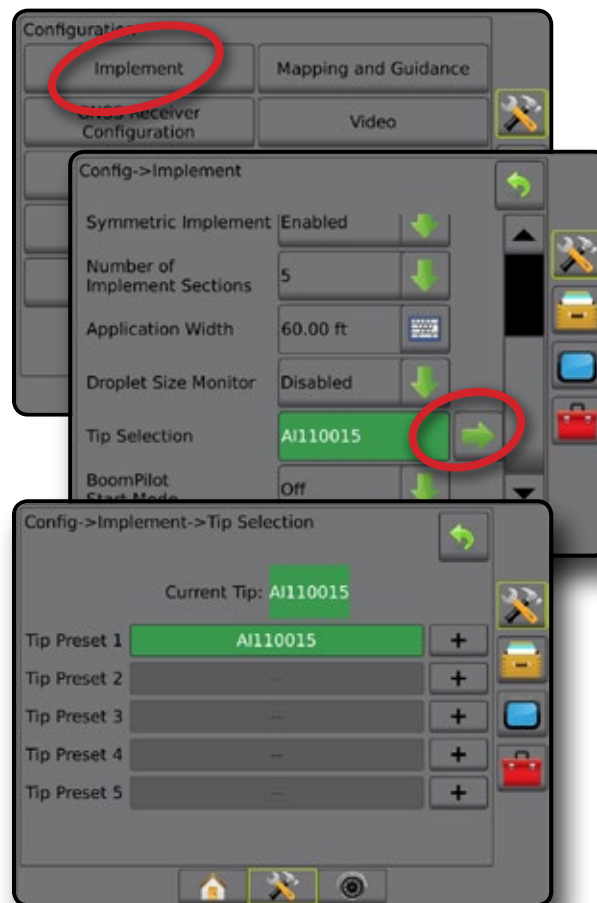 Configuration
Implement
Mapping and Guidance
GNSS Receiver
Configuration
Video
Config->Implement
Symmetric Implement Enabled
Number of
Implement Sections
5
Application Width 60.00 ft
Droplet Size Monitor Disabled
Tip Selection AI110015
BoomPilot
Start Mode
Off
Config->Implement->Tip Selection
Current Tip: AI110015
Tip Preset 1 AI110015 +
Tip Preset 2 -- +
Tip Preset 3 -- +
Tip Preset 4 -- +
Tip Preset 5 -- +